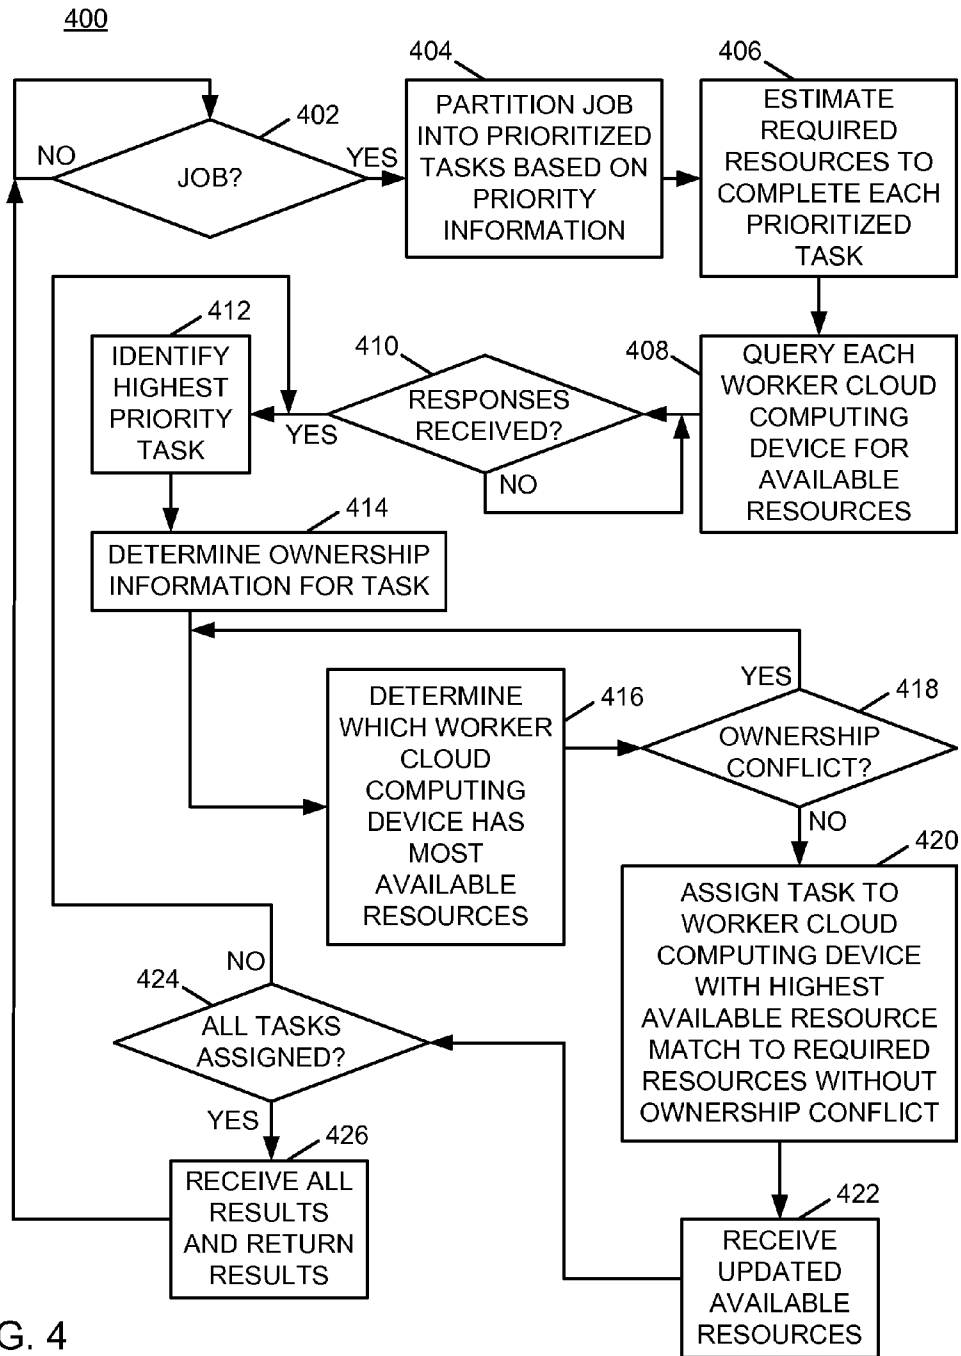 400
402
JOB?
NO
YES
404
PARTITION JOB
INTO PRIORITIZED
TASKS BASED ON
PRIORITY
INFORMATION
406
ESTIMATE
REQUIRED
RESOURCES TO
COMPLETE EACH
PRIORITIZED
TASK
408
QUERY EACH
WORKER CLOUD
COMPUTING
DEVICE FOR
AVAILABLE
RESOURCES
410
RESPONSES
RECEIVED?
YES
NO
412
IDENTIFY
HIGHEST
PRIORITY
TASK
414
DETERMINE OWNERSHIP
INFORMATION FOR TASK
416
DETERMINE
WHICH WORKER
CLOUD
COMPUTING
DEVICE HAS
MOST
AVAILABLE
RESOURCES
418
OWNERSHIP
CONFLICT?
YES
NO
420
ASSIGN TASK TO
WORKER CLOUD
COMPUTING DEVICE
WITH HIGHEST
AVAILABLE RESOURCE
MATCH TO REQUIRED
RESOURCES WITHOUT
OWNERSHIP CONFLICT
422
RECEIVE
UPDATED
AVAILABLE
RESOURCES
424
ALL TASKS
ASSIGNED?
NO
YES
426
RECEIVE ALL
RESULTS
AND RETURN
RESULTS
G. 4